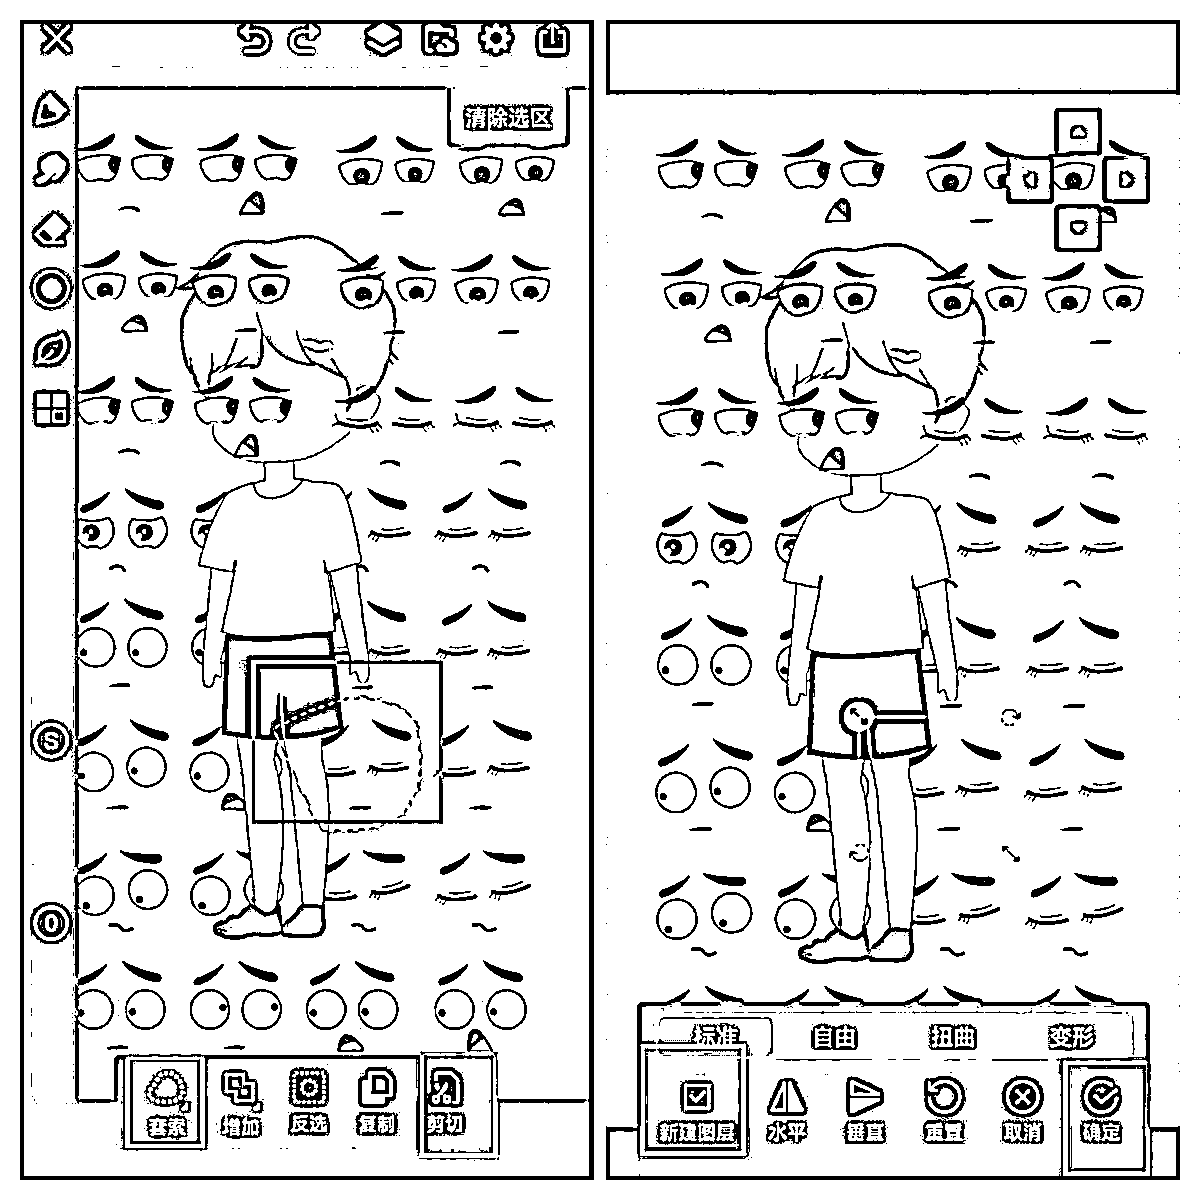 清除选区
S
0
套索 增加 反选 复制 剪切
标准 自由 扭曲 变形
新建图层 水平 垂直 重置 取消 确定